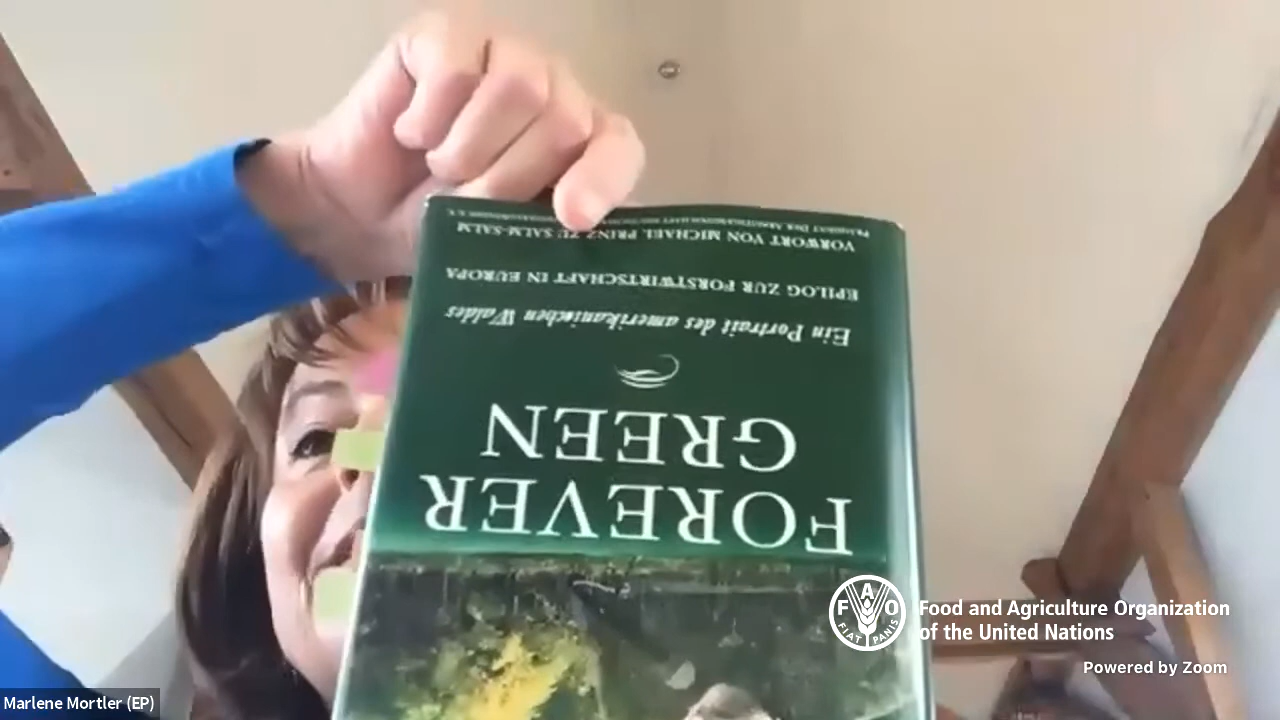 FOREVER
GREEN
Ein Portrait des amerikanischen Waldes
EPILOG ZUR FORSTWIRTSCHAFT IN EUROPA
VORWORT VON MICHAEL PRINZ ZU SALM-SALM
FAO
FIAT PANIS
Food and Agriculture Organization
of the United Nations
Powered by Zoom
Marlene Mortler (EP)